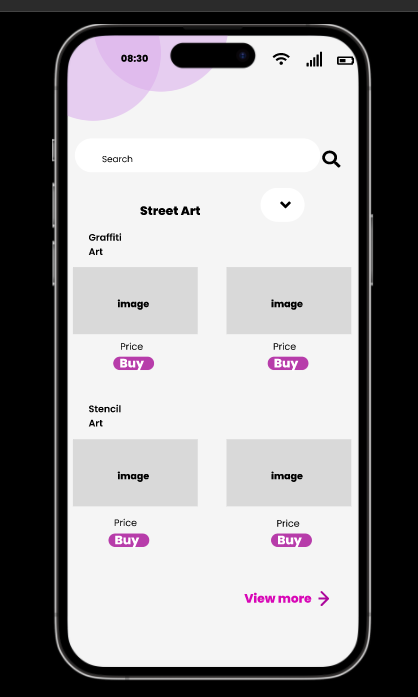 08:30
Search
Street Art
Graffiti
Art
image image
Price Price
Buy Buy
Stencil
Art
image image
Price Price
Buy Buy
View more